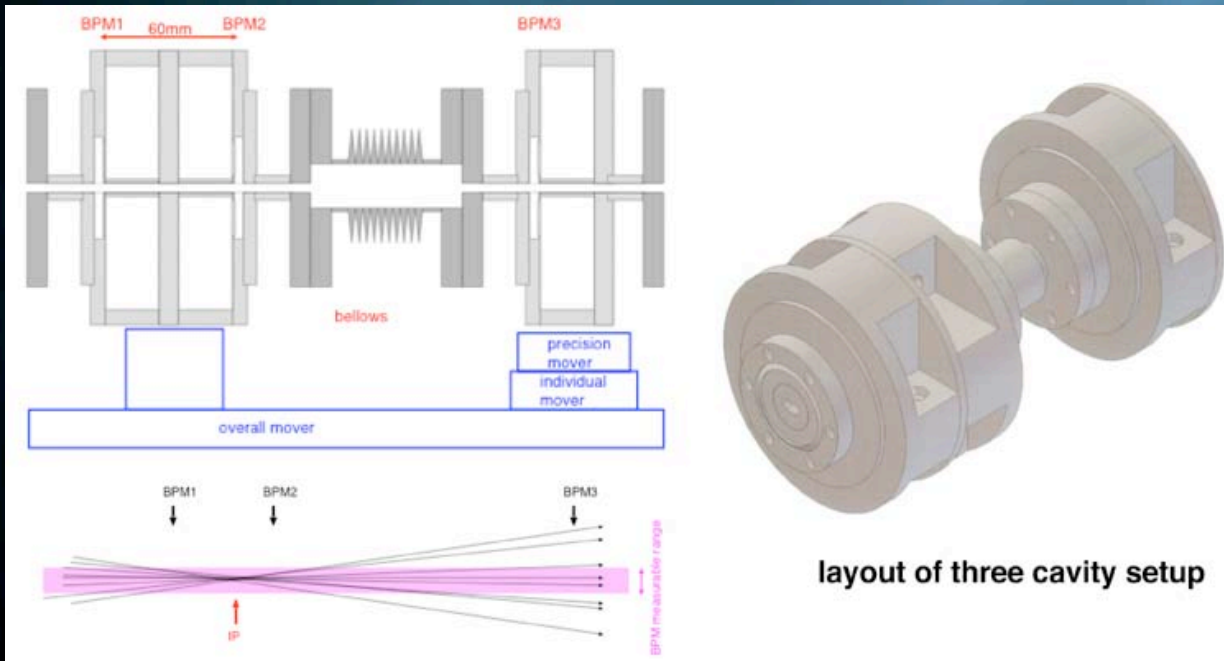 BPM1
60mm
BPM2
BPM3
bellows
precision
mover
individual
mover
overall mover
BPM1
BPM2
BPM3
BPM measurable range
IP
layout of three cavity setup